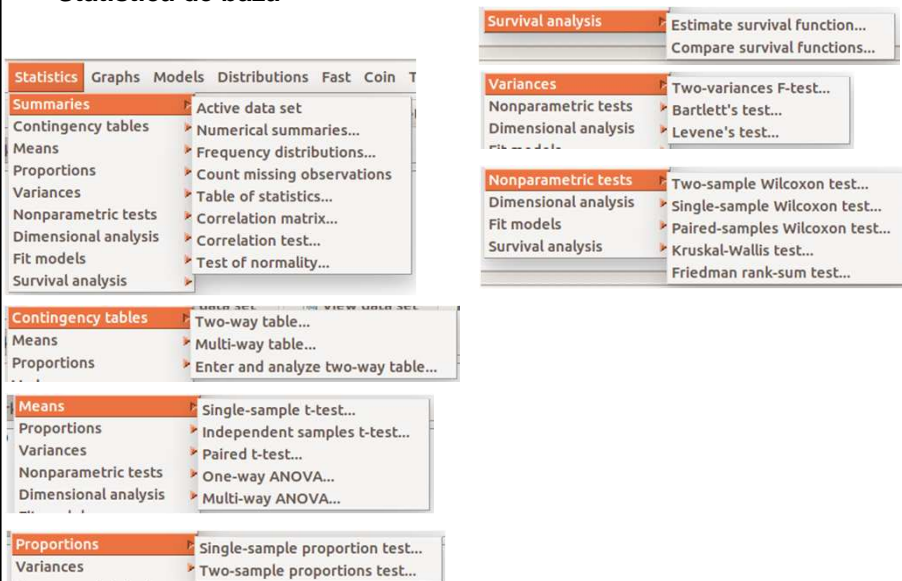 Statistica de bază
Statistics Graphs Models Distributions Fast Coin T
Summaries
Contingency tables
Means
Proportions
Variances
Nonparametric tests
Dimensional analysis
Fit models
Survival analysis
Active data set
Numerical summaries...
Frequency distributions...
Count missing observations
Table of statistics...
Correlation matrix...
Correlation test...
Test of normality...
Contingency tables
Means
Proportions
Two-way table...
Multi-way table...
Enter and analyze two-way table...
Means
Proportions
Variances
Nonparametric tests
Dimensional analysis
Single-sample t-test...
Independent samples t-test...
Paired t-test...
One-way ANOVA...
Multi-way ANOVA...
Proportions
Variances
Single-sample proportion test...
Two-sample proportions test...
Survival analysis
Estimate survival function...
Compare survival functions...
Variances
Nonparametric tests
Dimensional analysis
Two-variances F-test...
Bartlett's test...
Levene's test...
Nonparametric tests
Dimensional analysis
Fit models
Survival analysis
Two-sample Wilcoxon test...
Single-sample Wilcoxon test...
Paired-samples Wilcoxon test...
Kruskal-Wallis test...
Friedman rank-sum test...